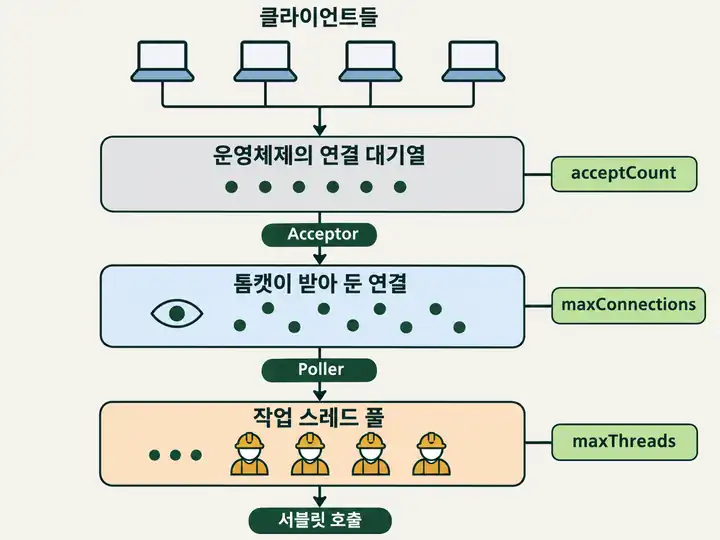 클라이언트들
운영체제의 연결 대기열
acceptCount
Acceptor
톰캣이 받아 둔 연결
maxConnections
Poller
작업 스레드 풀
maxThreads
서블릿 호출